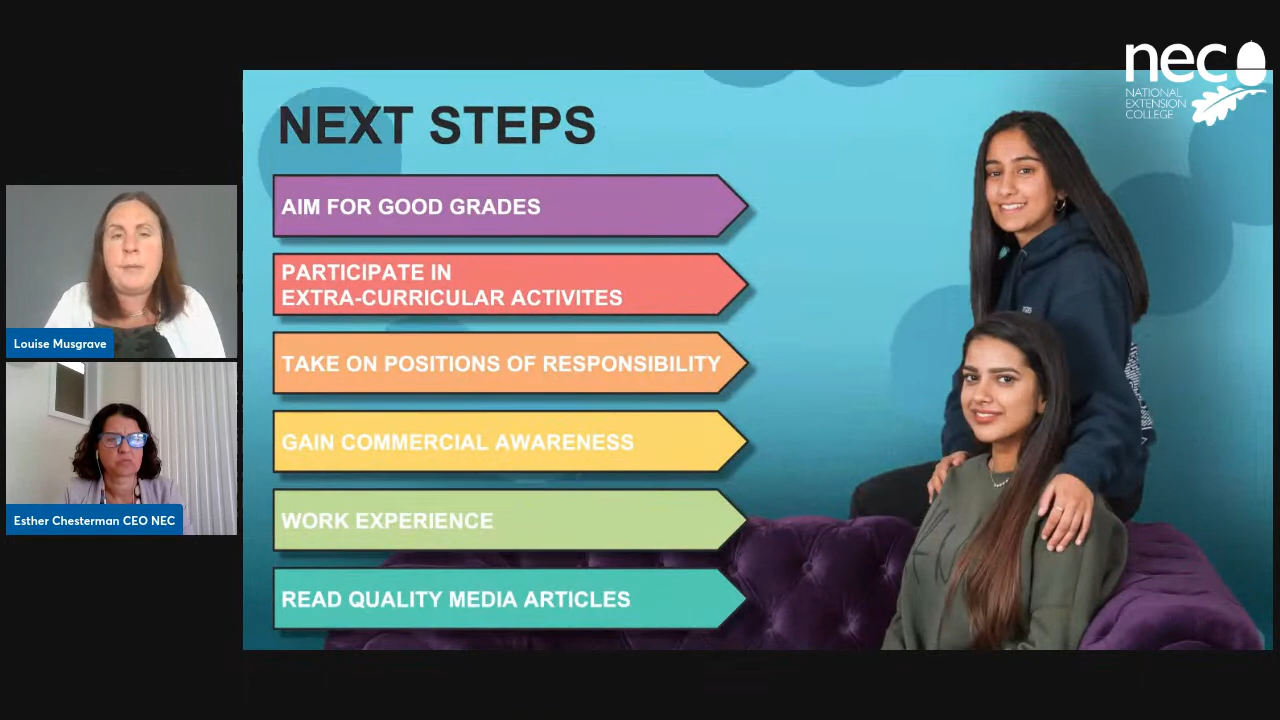 nec
NATIONAL
EXTENSION
COLLEGE
NEXT STEPS
AIM FOR GOOD GRADES
PARTICIPATE IN
EXTRA-CURRICULAR ACTIVITES
TAKE ON POSITIONS OF RESPONSIBILITY
GAIN COMMERCIAL AWARENESS
WORK EXPERIENCE
READ QUALITY MEDIA ARTICLES
Louise Musgrave
Esther Chesterman CEO NEC